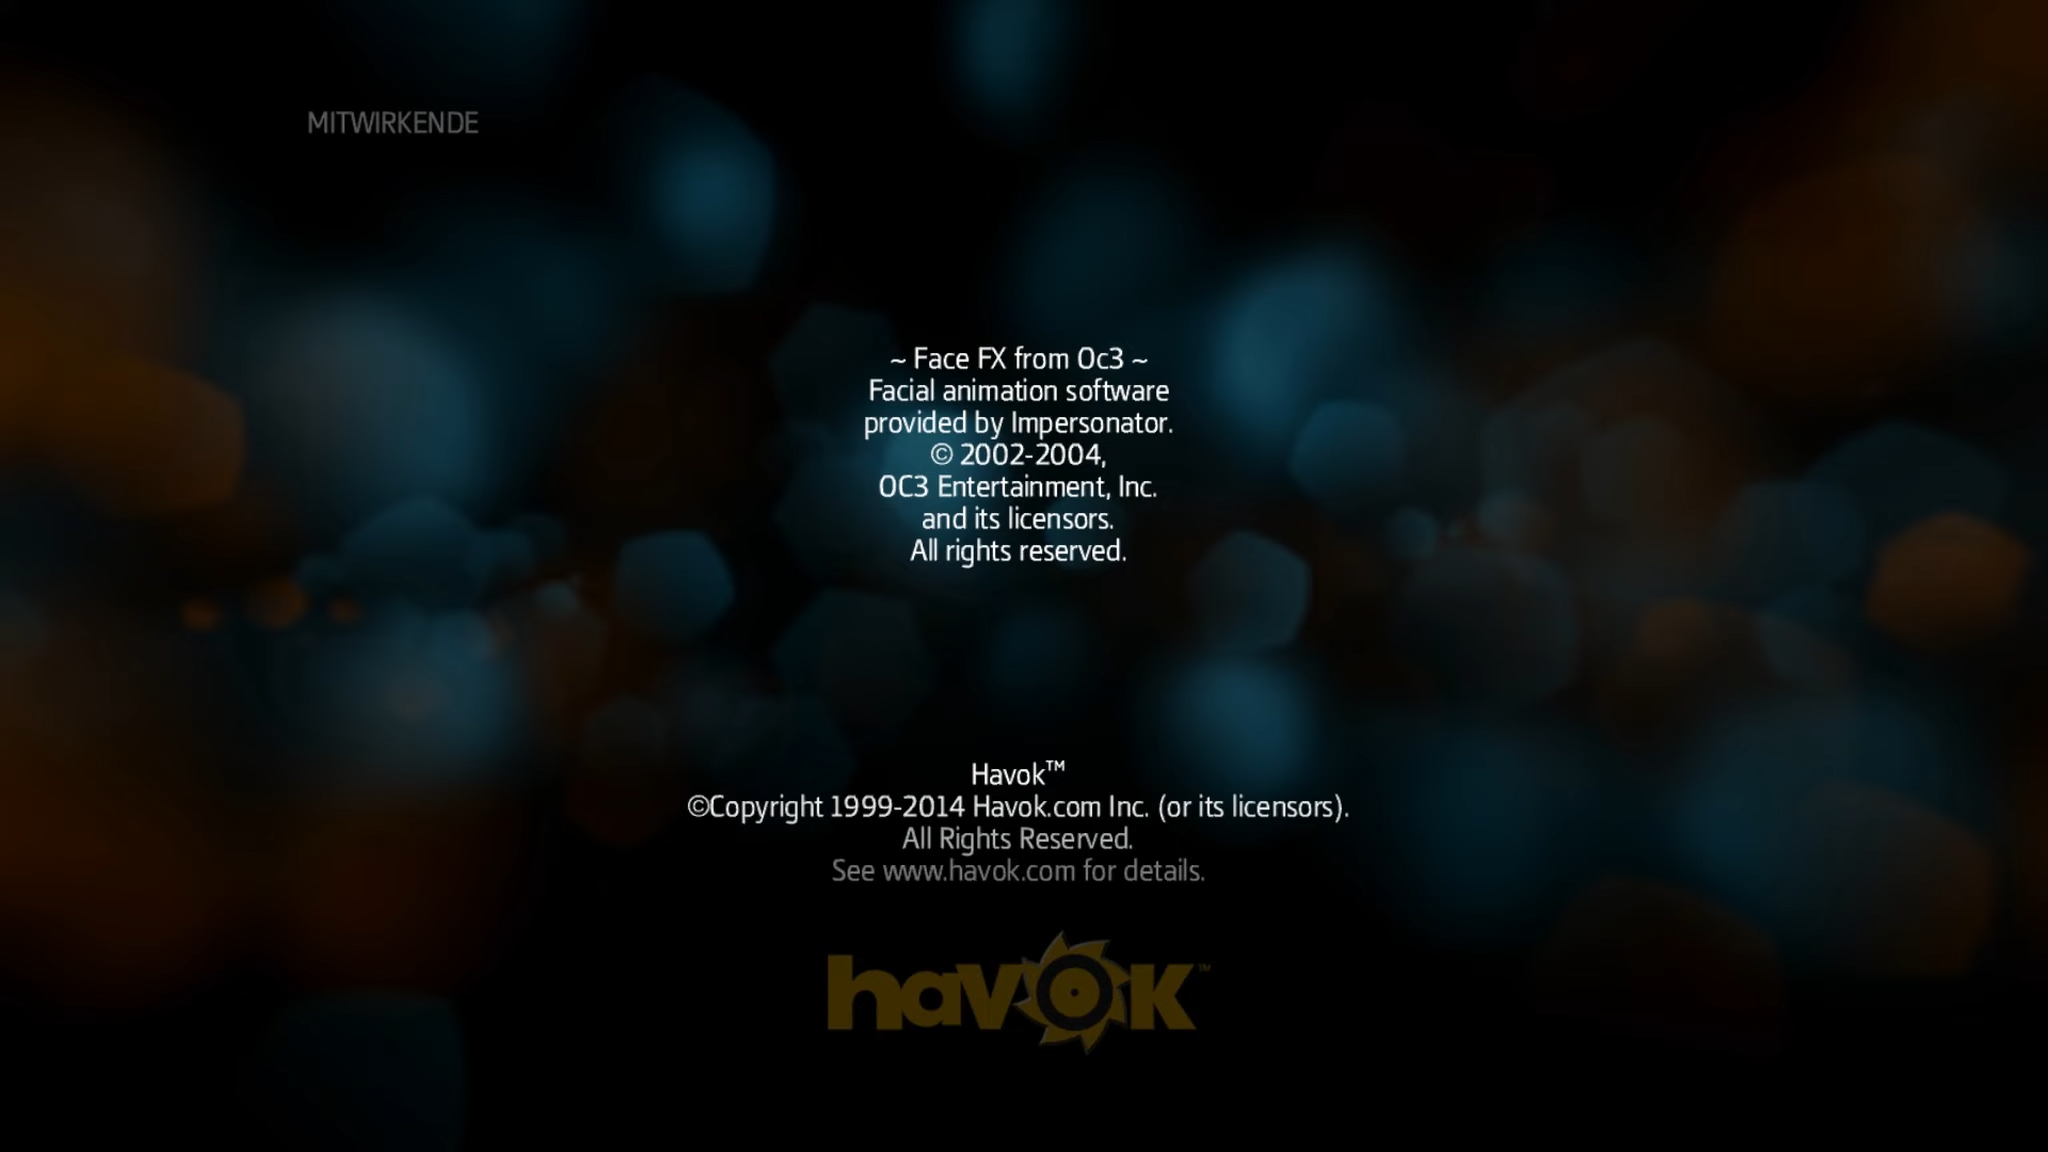 MITWIRKENDE
~ Face FX from Oc3 ~
Facial animation software
provided by Impersonator.
© 2002-2004,
OC3 Entertainment, Inc.
and its licensors.
All rights reserved.
Havok™
©Copyright 1999-2014 Havok.com Inc. (or its licensors).
All Rights Reserved.
See www.havok.com for details.
havok™